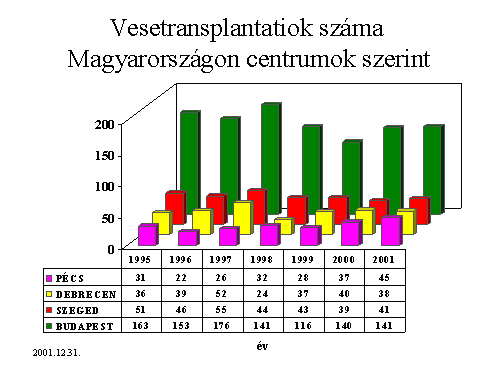 Vesetransplantatiok száma
Magyarországon centrumok szerint
200
150
100
50
0
1995 1996 1997 1998 1999 2000 2001
PÉCS 31 22 26 32 28 37 45
DEBRECEN 36 39 52 24 37 40 38
SZEGED 51 46 55 44 43 39 41
BUDAPEST 163 153 176 141 116 140 141
év
2001.12.31.